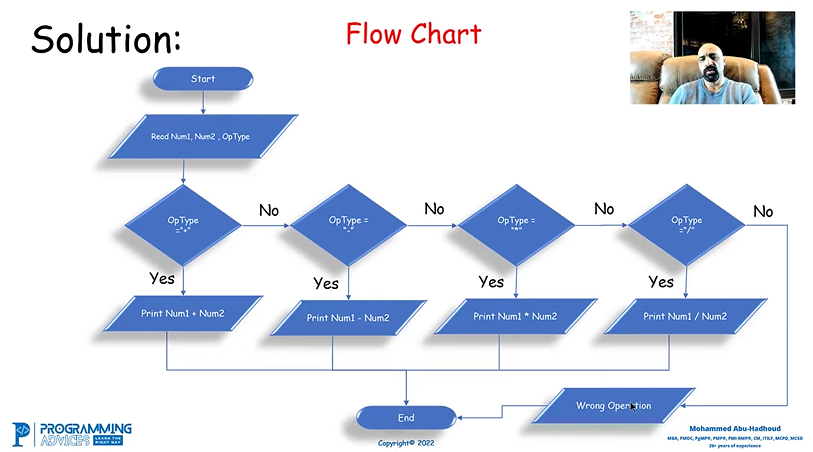 Solution:
Flow Chart
Start
Read Num1, Num2 , OpType
OpType
="+"
No
OpType =
"-"
No
OpType =
"*"
No
OpType
="/"
No
Yes
Yes
Yes
Yes
Print Num1 + Num2
Print Num1 - Num2
Print Num1 * Num2
Print Num1 / Num2
Wrong Operation
End
PROGRAMMING
ADVICES
LEARN THE
RIGHT WAY
Copyright© 2022
Mohammed Abu-Hadhoud
MBA, PMOC, PgMP®, PMP®, PMI-RMP®, CM, ITILF, MCPD, MCSD
26+ years of experience